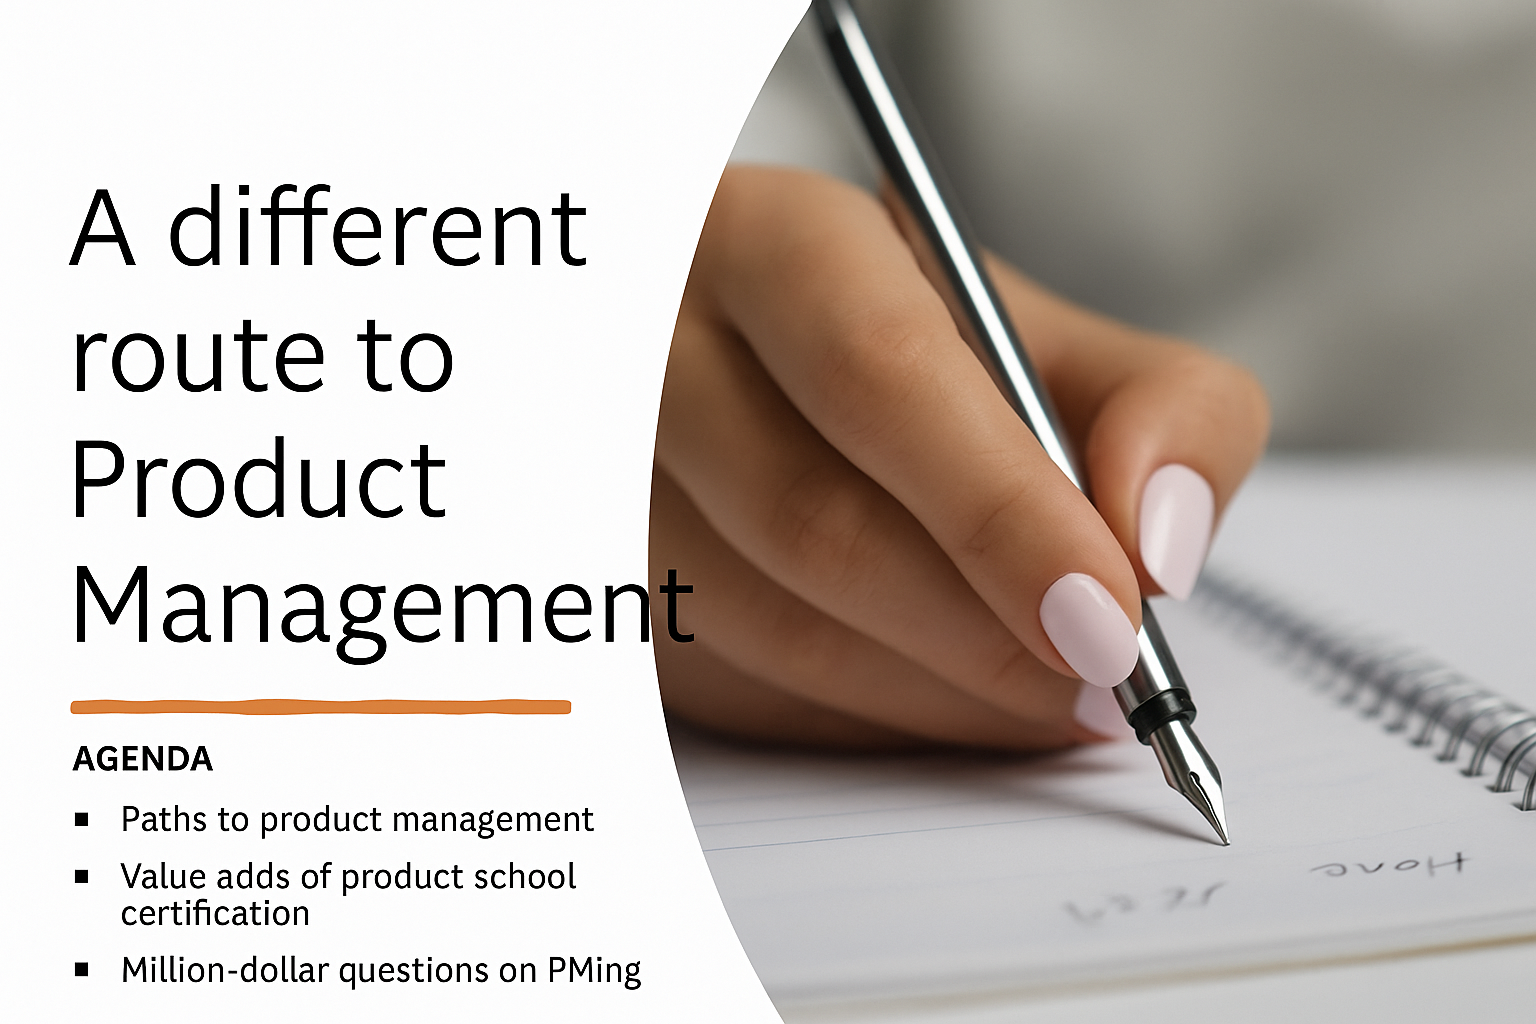 A different
route to
Product
Management
AGENDA
▪ Paths to product management
▪ Value adds of product school
certification
▪ Million-dollar questions on PMing